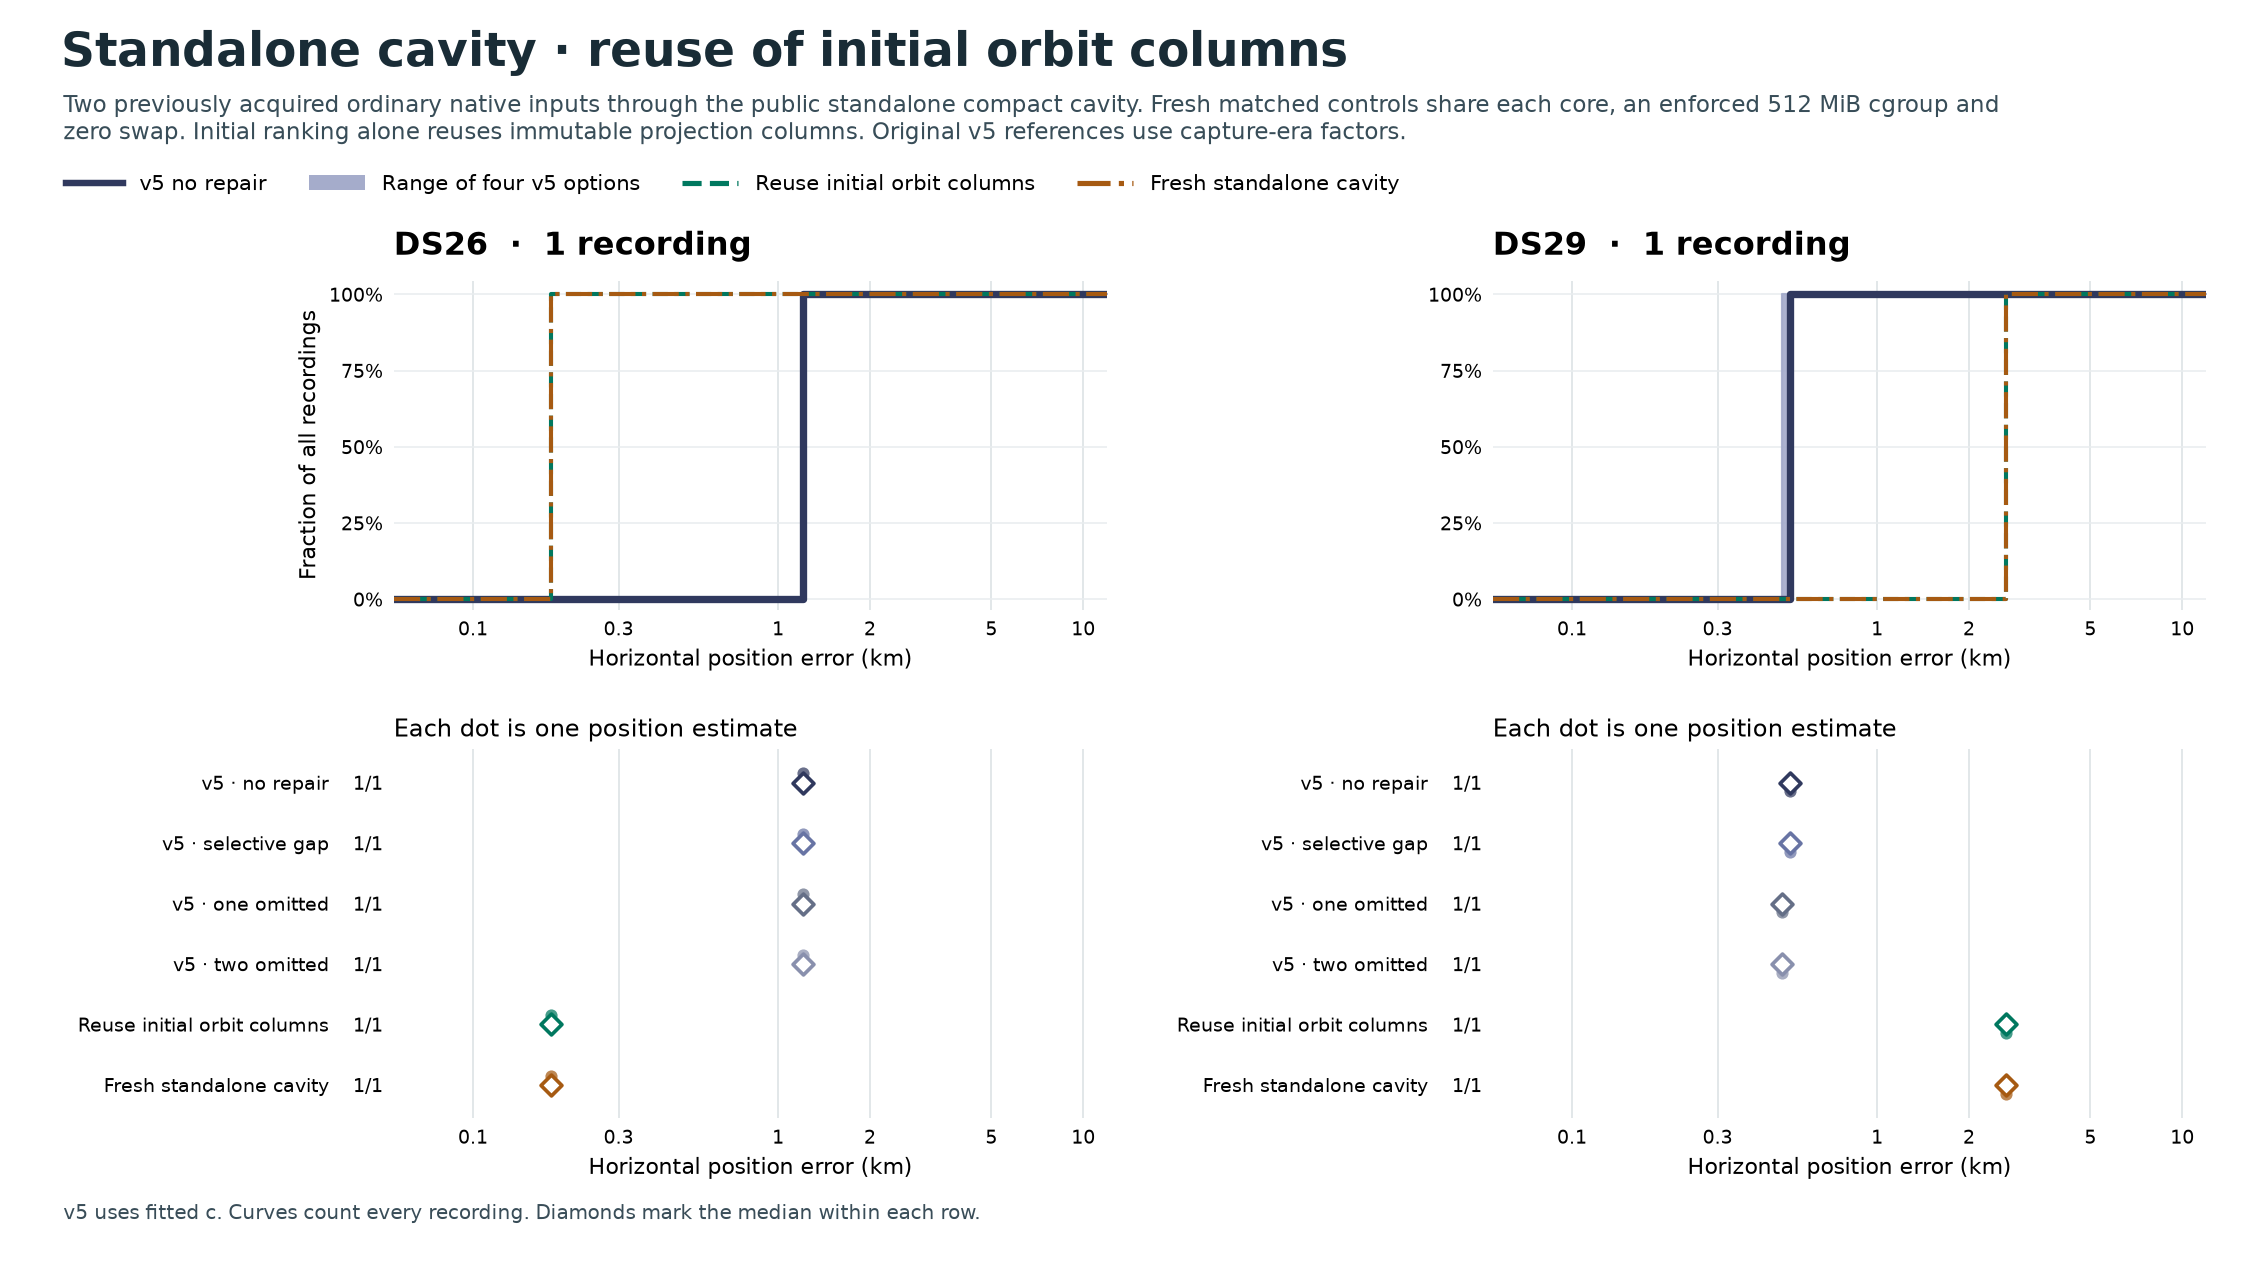 Standalone cavity · reuse of initial orbit columns
Two previously acquired ordinary native inputs through the public standalone compact cavity. Fresh matched controls share each core, an enforced 512 MiB cgroup and
zero swap. Initial ranking alone reuses immutable projection columns. Original v5 references use capture-era factors.
v5 no repair
Range of four v5 options
Reuse initial orbit columns
Fresh standalone cavity
DS26 · 1 recording
Fraction of all recordings
100%
75%
50%
25%
0%
0.1 0.3 1 2 5 10
Horizontal position error (km)
DS29 · 1 recording
100%
75%
50%
25%
0%
0.1 0.3 1 2 5 10
Horizontal position error (km)
Each dot is one position estimate
v5 · no repair 1/1
v5 · selective gap 1/1
v5 · one omitted 1/1
v5 · two omitted 1/1
Reuse initial orbit columns 1/1
Fresh standalone cavity 1/1
0.1 0.3 1 2 5 10
Horizontal position error (km)
Each dot is one position estimate
v5 · no repair 1/1
v5 · selective gap 1/1
v5 · one omitted 1/1
v5 · two omitted 1/1
Reuse initial orbit columns 1/1
Fresh standalone cavity 1/1
0.1 0.3 1 2 5 10
Horizontal position error (km)
v5 uses fitted c. Curves count every recording. Diamonds mark the median within each row.